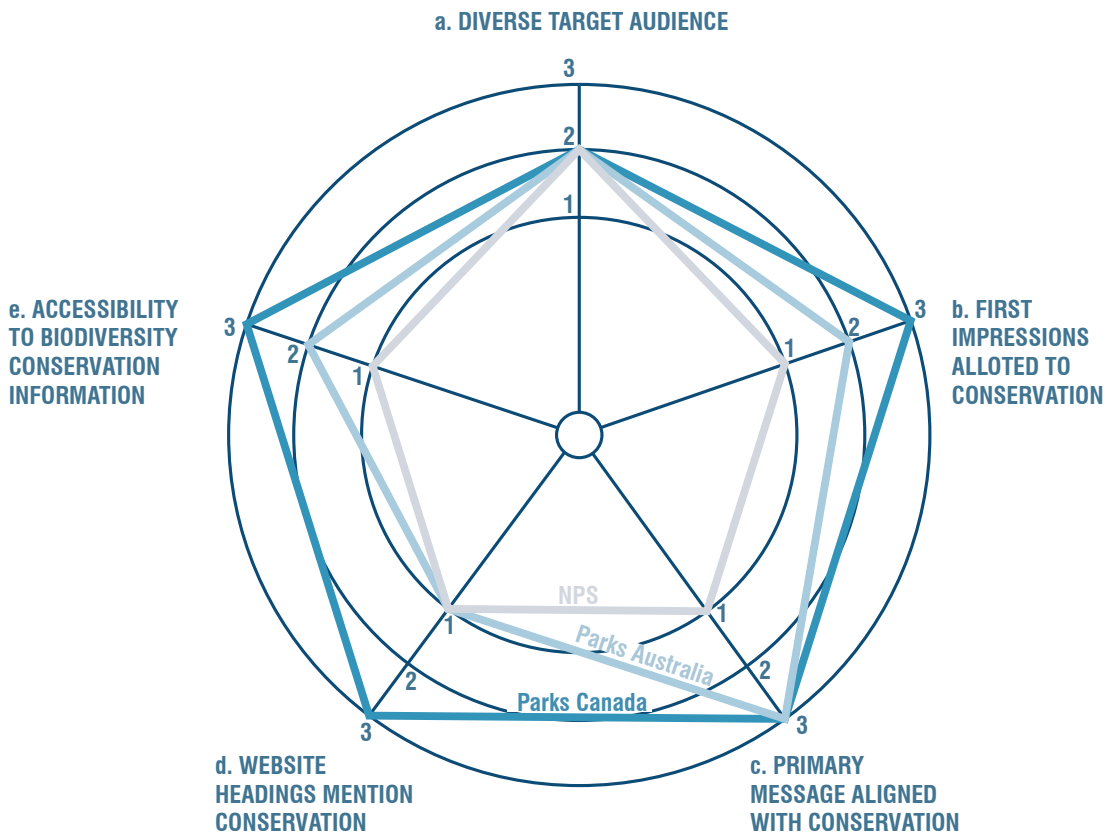 a. DIVERSE TARGET AUDIENCE
3
2
1
e. ACCESSIBILITY
TO BIODIVERSITY
CONSERVATION
INFORMATION
3
2
1
1
2
3
b. FIRST
IMPRESSIONS
ALLOTED TO
CONSERVATION
NPS
Parks Australia
Parks Canada
1
2
3
1
2
3
d. WEBSITE
HEADINGS MENTION
CONSERVATION
c. PRIMARY
MESSAGE ALIGNED
WITH CONSERVATION